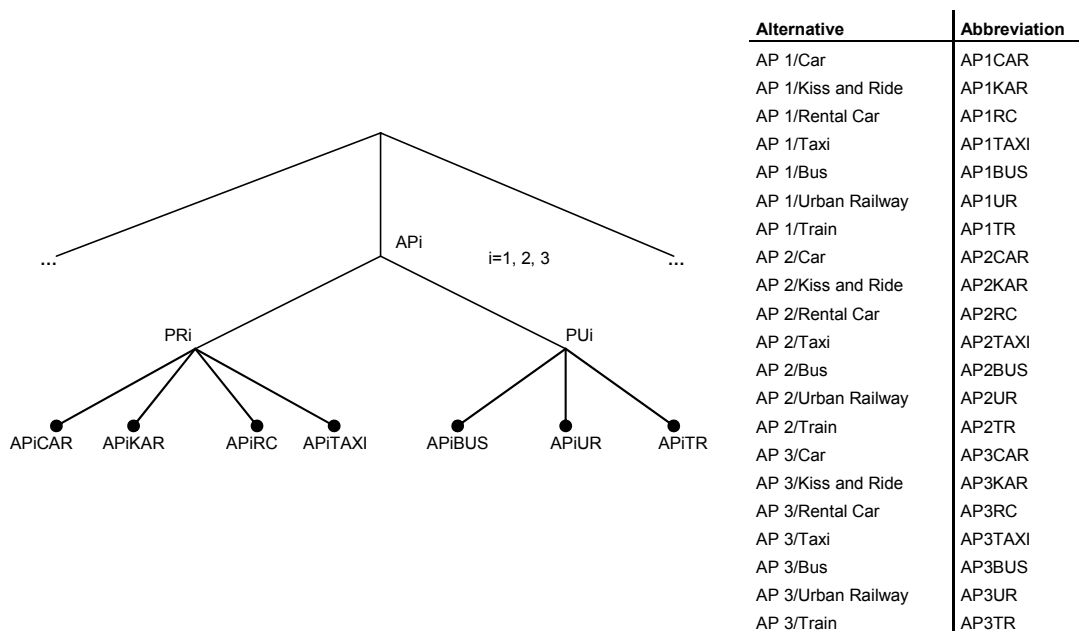 APi
i=1, 2, 3
... ...
PRi PUi
APiCAR APiKAR APiRC APiTAXI APiBUS APiUR APiTR
Alternative Abbreviation
AP 1/Car AP1CAR
AP 1/Kiss and Ride AP1KAR
AP 1/Rental Car AP1RC
AP 1/Taxi AP1TAXI
AP 1/Bus AP1BUS
AP 1/Urban Railway AP1UR
AP 1/Train AP1TR
AP 2/Car AP2CAR
AP 2/Kiss and Ride AP2KAR
AP 2/Rental Car AP2RC
AP 2/Taxi AP2TAXI
AP 2/Bus AP2BUS
AP 2/Urban Railway AP2UR
AP 2/Train AP2TR
AP 3/Car AP3CAR
AP 3/Kiss and Ride AP3KAR
AP 3/Rental Car AP3RC
AP 3/Taxi AP3TAXI
AP 3/Bus AP3BUS
AP 3/Urban Railway AP3UR
AP 3/Train AP3TR